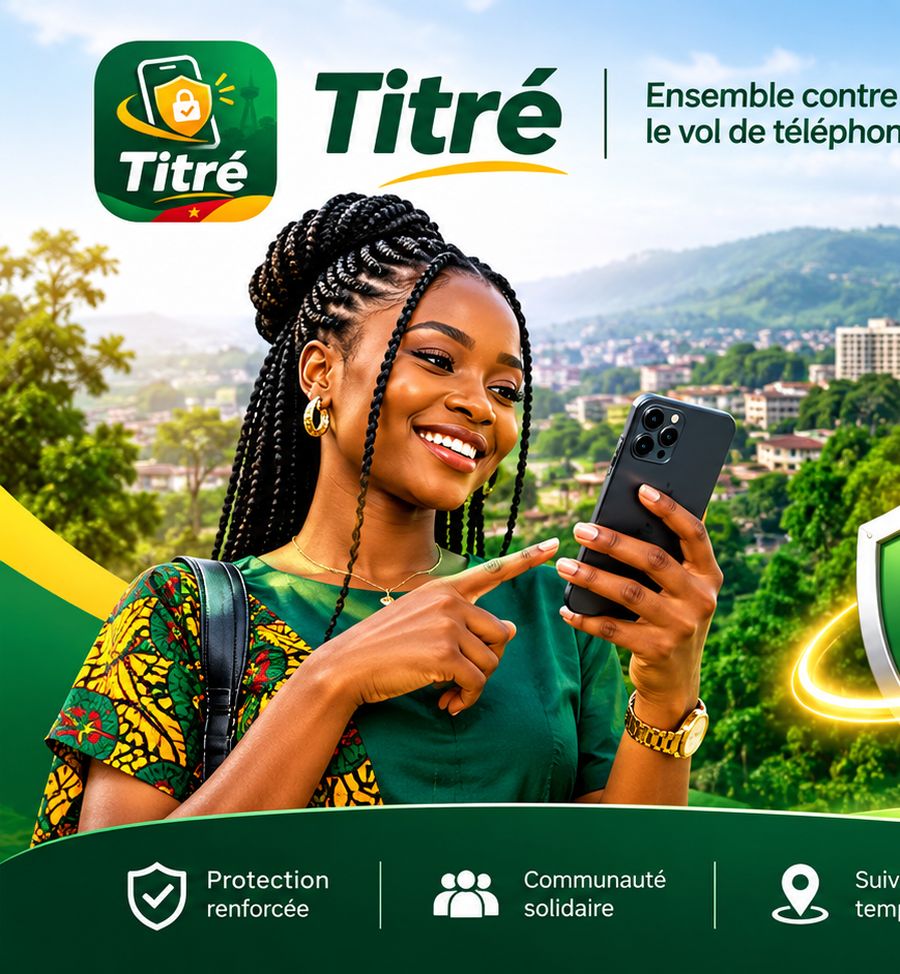 Titré
Titré
Ensemble contre
le vol de téléphon
Protection
renforcée
Communauté
solidaire
Suiv
temp